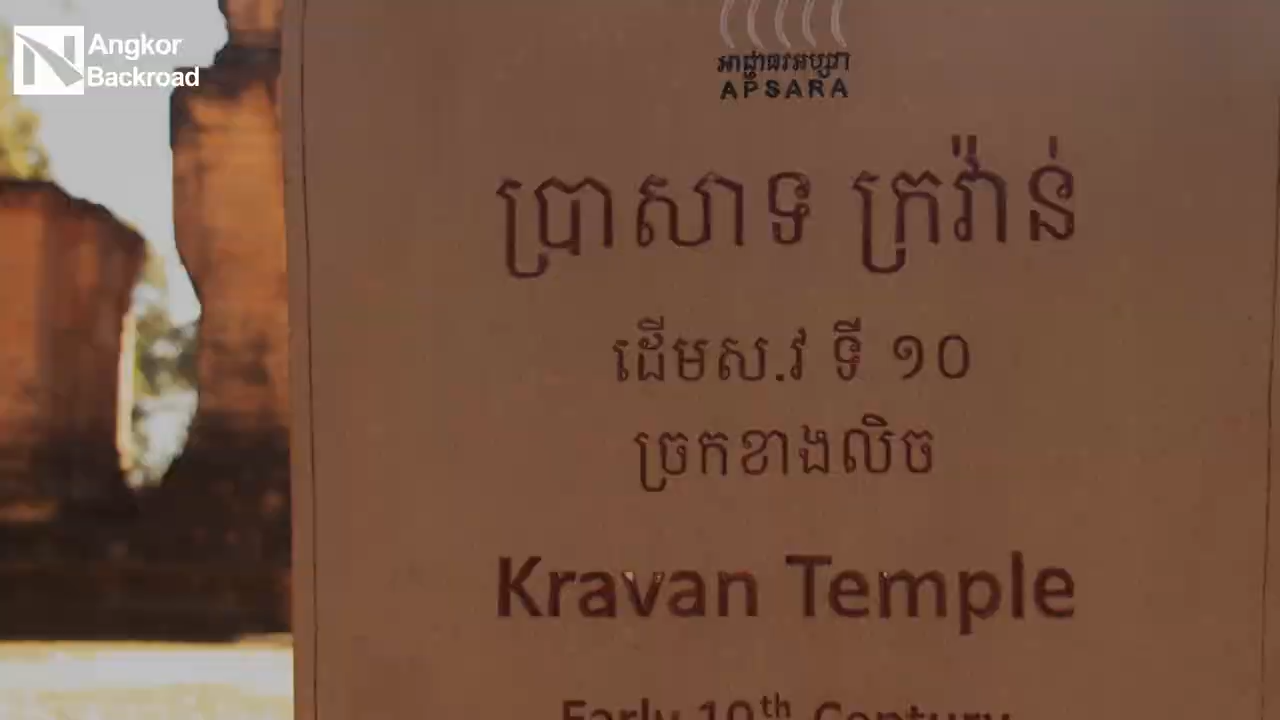 Angkor
Backroad
អាជ្ញាធរអប្សរា
APSARA
ប្រាសាទ ក្រវ៉ាន់
ដើមស.វ ទី ១០
ច្រកខាងលិច
Kravan Temple
Early 10th Century